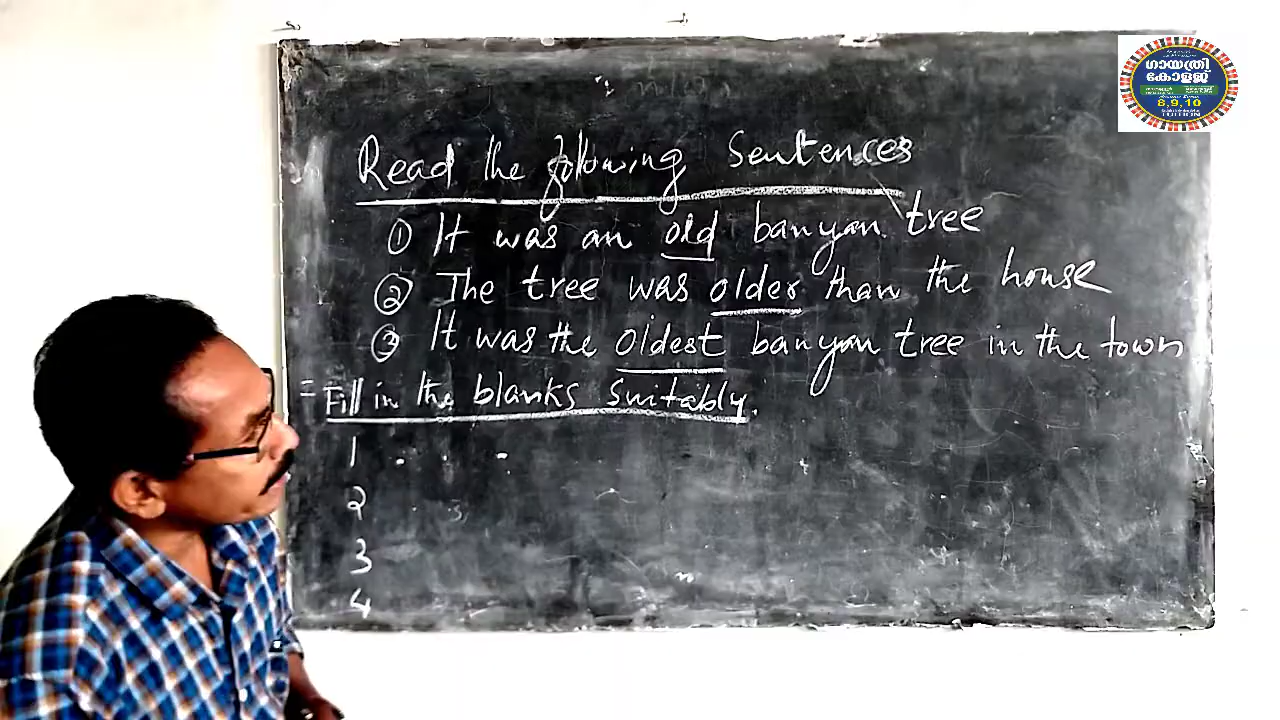 Read the following Sentences
① It was an old banyan tree
② The tree was older than the house
③ It was the oldest banyan tree in the town
= Fill in the blanks suitably.
1
2
3
4
ഗായത്രി
കോളജ്
8,9,10
TUITION